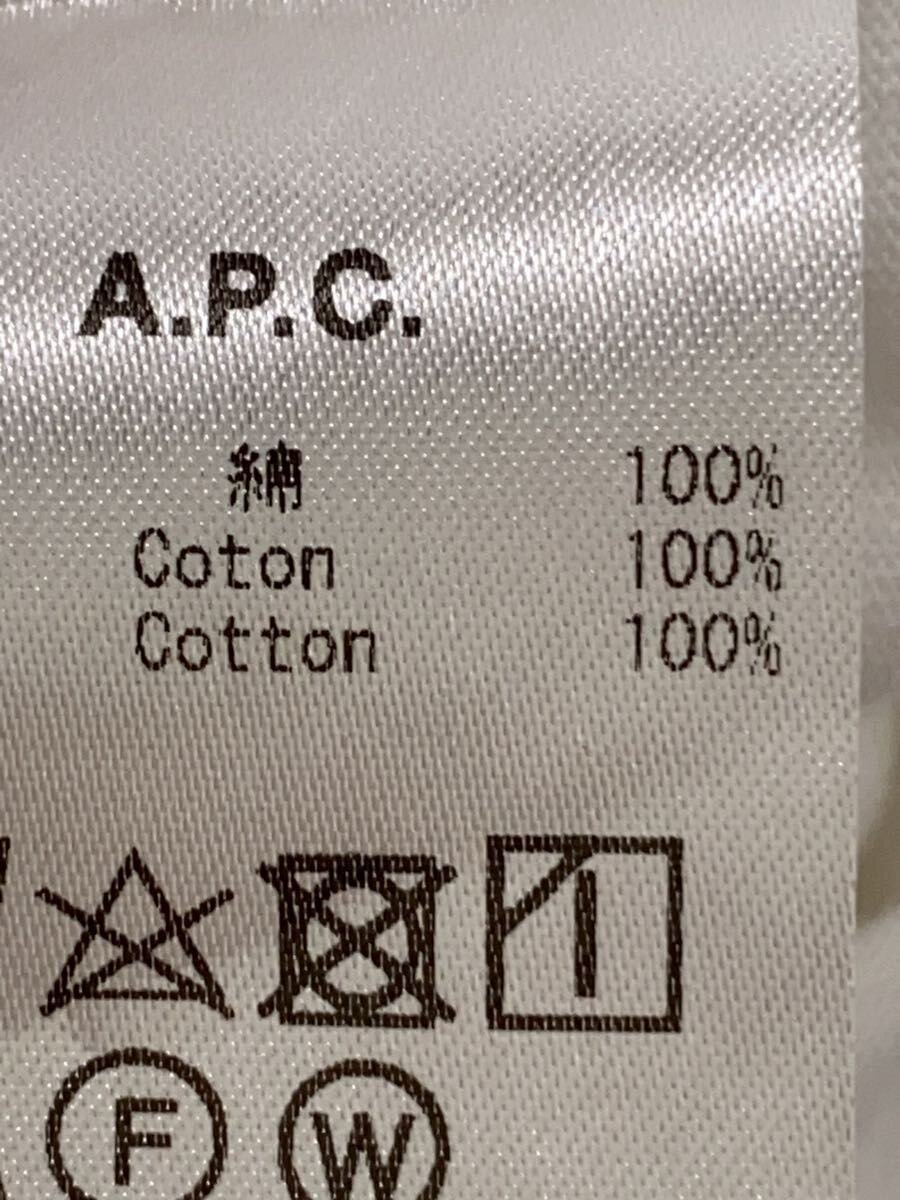 A.P.C.
綿 100%
Coton 100%
Cotton 100%
F W